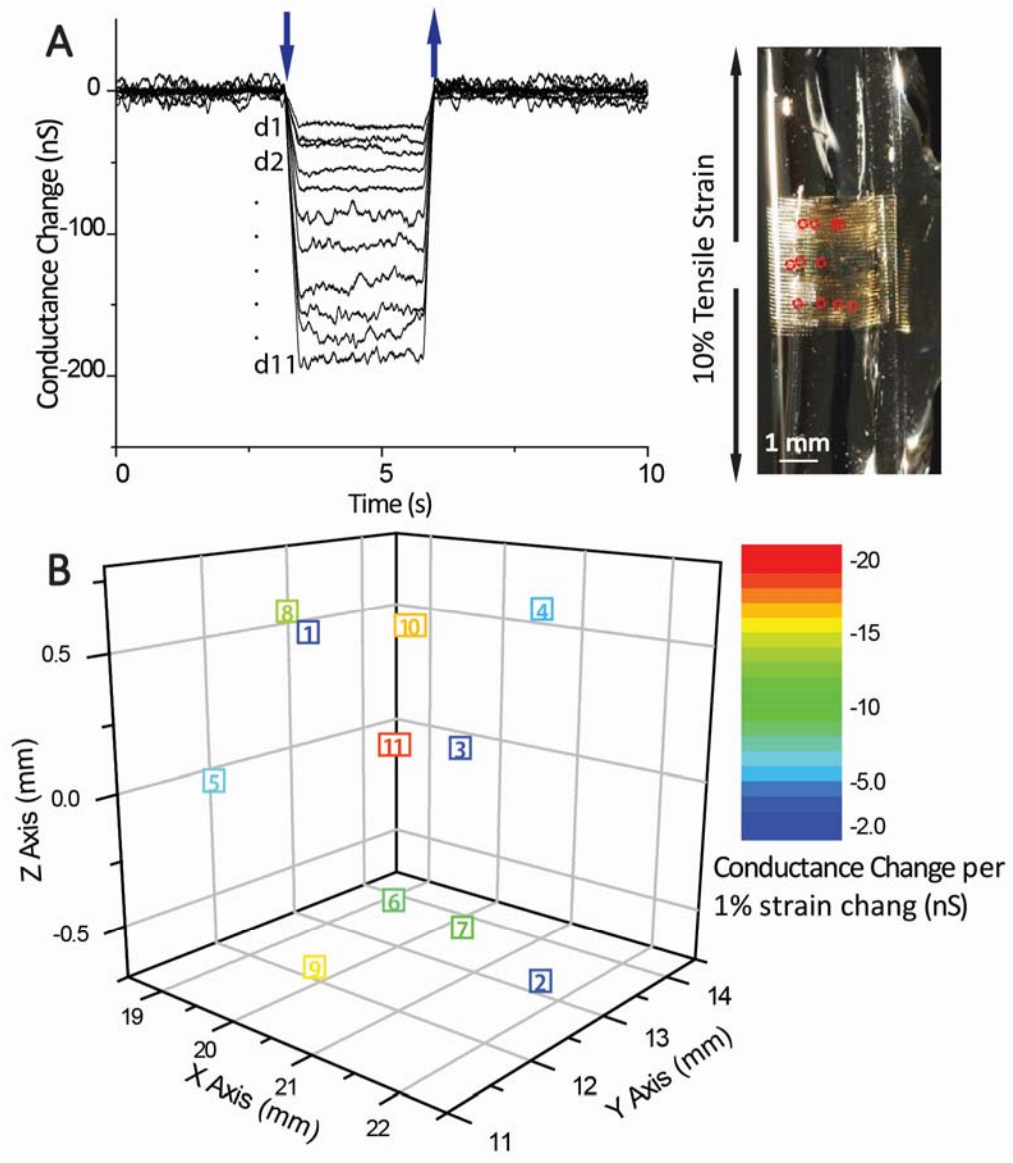 A
0
-100
-200
Conductance Change (nS)
d1
d2
d11
0
5
10
Time (s)
10% Tensile Strain
1 mm
B
0.5
0.0
-0.5
Z Axis (mm)
8
1
10
4
11
3
5
6
7
9
2
19
20
21
22
X Axis (mm)
11
12
13
14
Y Axis (mm)
-20
-15
-10
-5.0
-2.0
Conductance Change per
1% strain chang (nS)